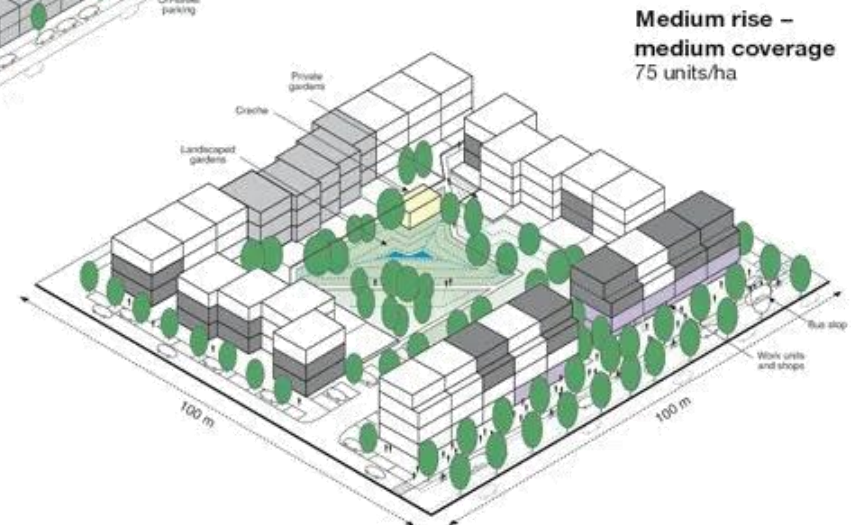 parking
Medium rise –
medium coverage
75 units/ha
Private
gardens
Creche
Landscaped
gardens
Bus stop
Work units
and shops
100 m
100 m